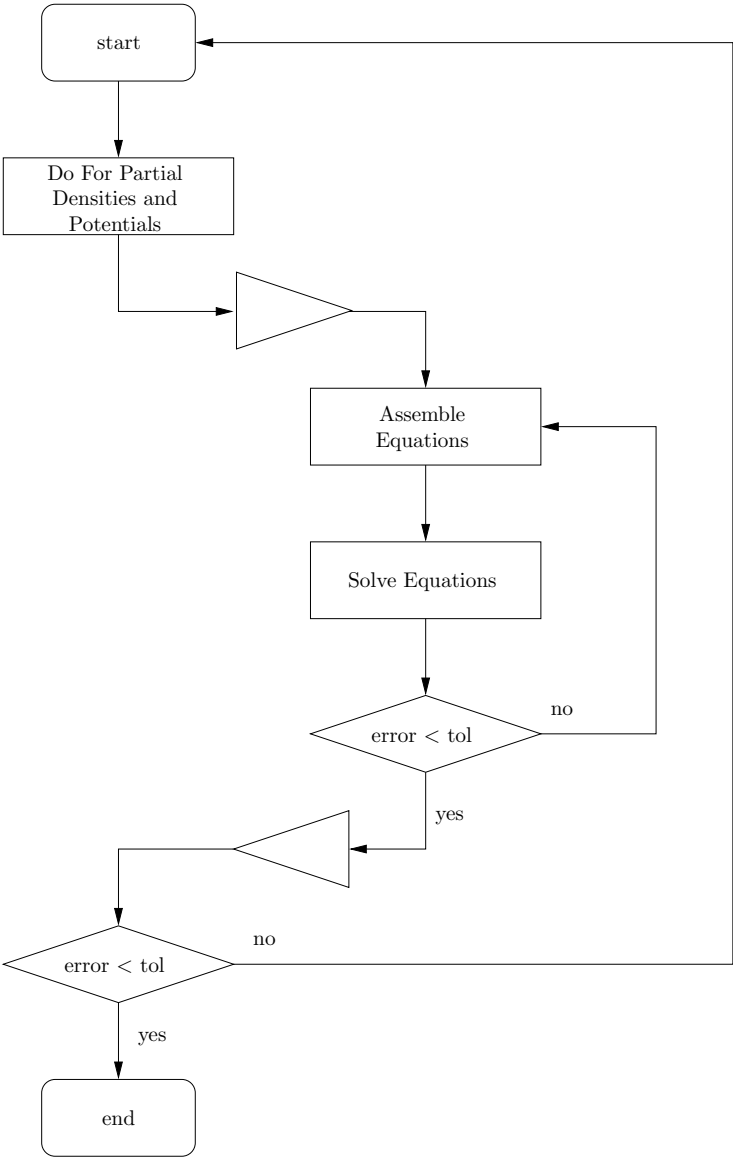 start
Do For Partial
Densities and
Potentials
Assemble
Equations
Solve Equations
no
error < tol
yes
no
error < tol
yes
end